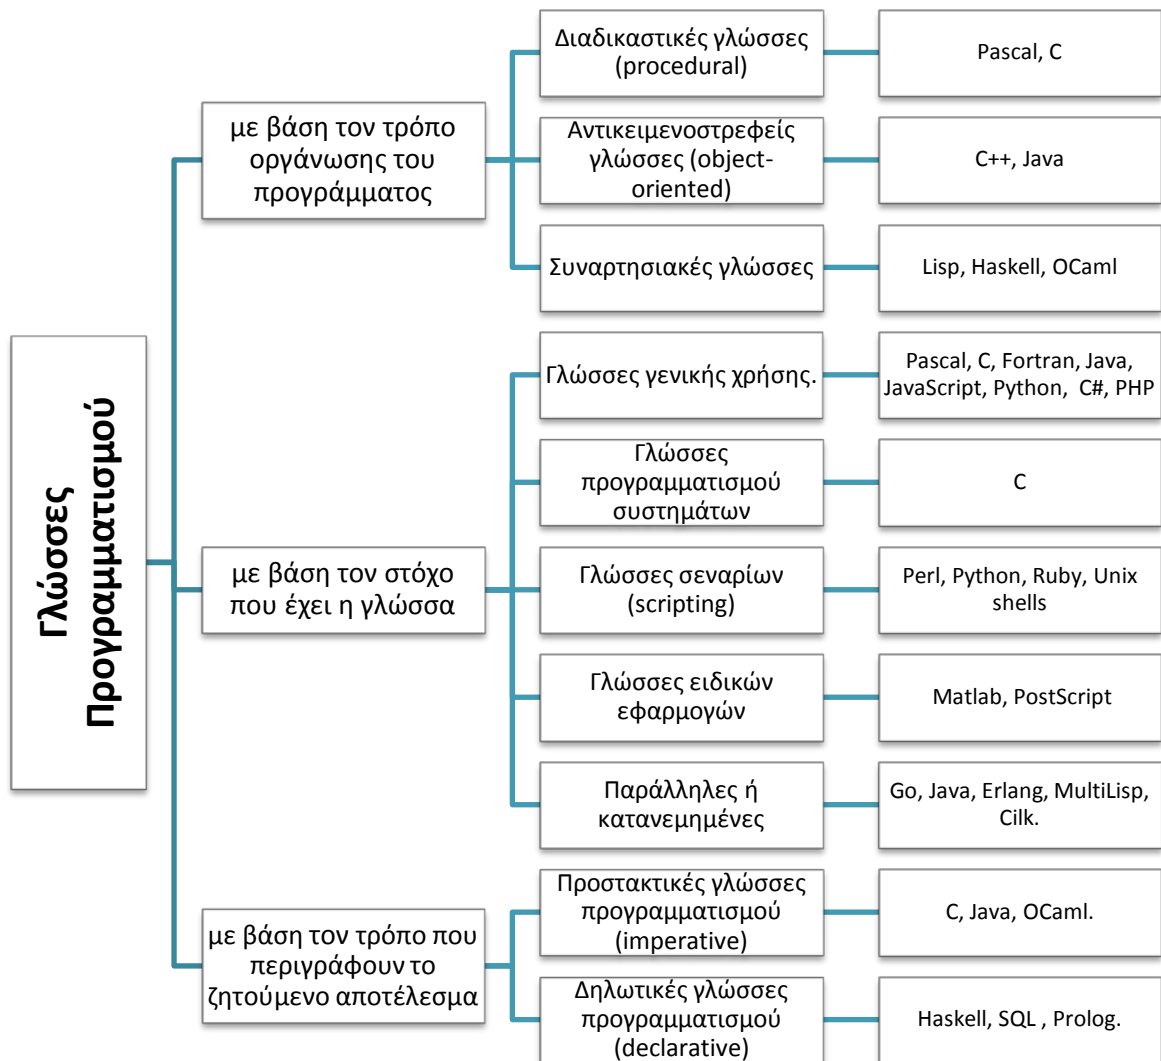 Γλώσσες
Προγραμματισμού
με βάση τον τρόπο
οργάνωσης του
προγράμματος
Διαδικαστικές γλώσσες
(procedural)
Pascal, C
Αντικειμενοστρεφείς
γλώσσες (object-
oriented)
C++, Java
Συναρτησιακές γλώσσες
Lisp, Haskell, OCaml
με βάση τον στόχο
που έχει η γλώσσα
Γλώσσες γενικής χρήσης.
Pascal, C, Fortran, Java,
JavaScript, Python,  C#, PHP
Γλώσσες
προγραμματισμού
συστημάτων
C
Γλώσσες σεναρίων
(scripting)
Perl, Python, Ruby, Unix
shells
Γλώσσες ειδικών
εφαρμογών
Matlab, PostScript
Παράλληλες ή
κατανεμημένες
Go, Java, Erlang, MultiLisp,
Cilk.
με βάση τον τρόπο που
περιγράφουν το
ζητούμενο αποτέλεσμα
Προστακτικές γλώσσες
προγραμματισμού
(imperative)
C, Java, OCaml.
Δηλωτικές γλώσσες
προγραμματισμού
(declarative)
Haskell, SQL , Prolog.